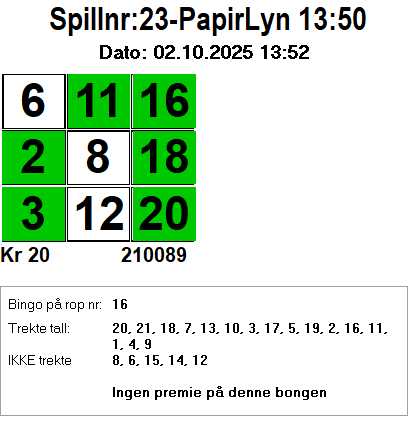 Spillnr:23-PapirLyn 13:50
Dato: 02.10.2025 13:52
6 11 16
2 8 18
3 12 20
Kr 20 210089
Bingo på rop nr: 16
Trekte tall: 20, 21, 18, 7, 13, 10, 3, 17, 5, 19, 2, 16, 11,
1, 4, 9
IKKE trekte 8, 6, 15, 14, 12
Ingen premie på denne bongen